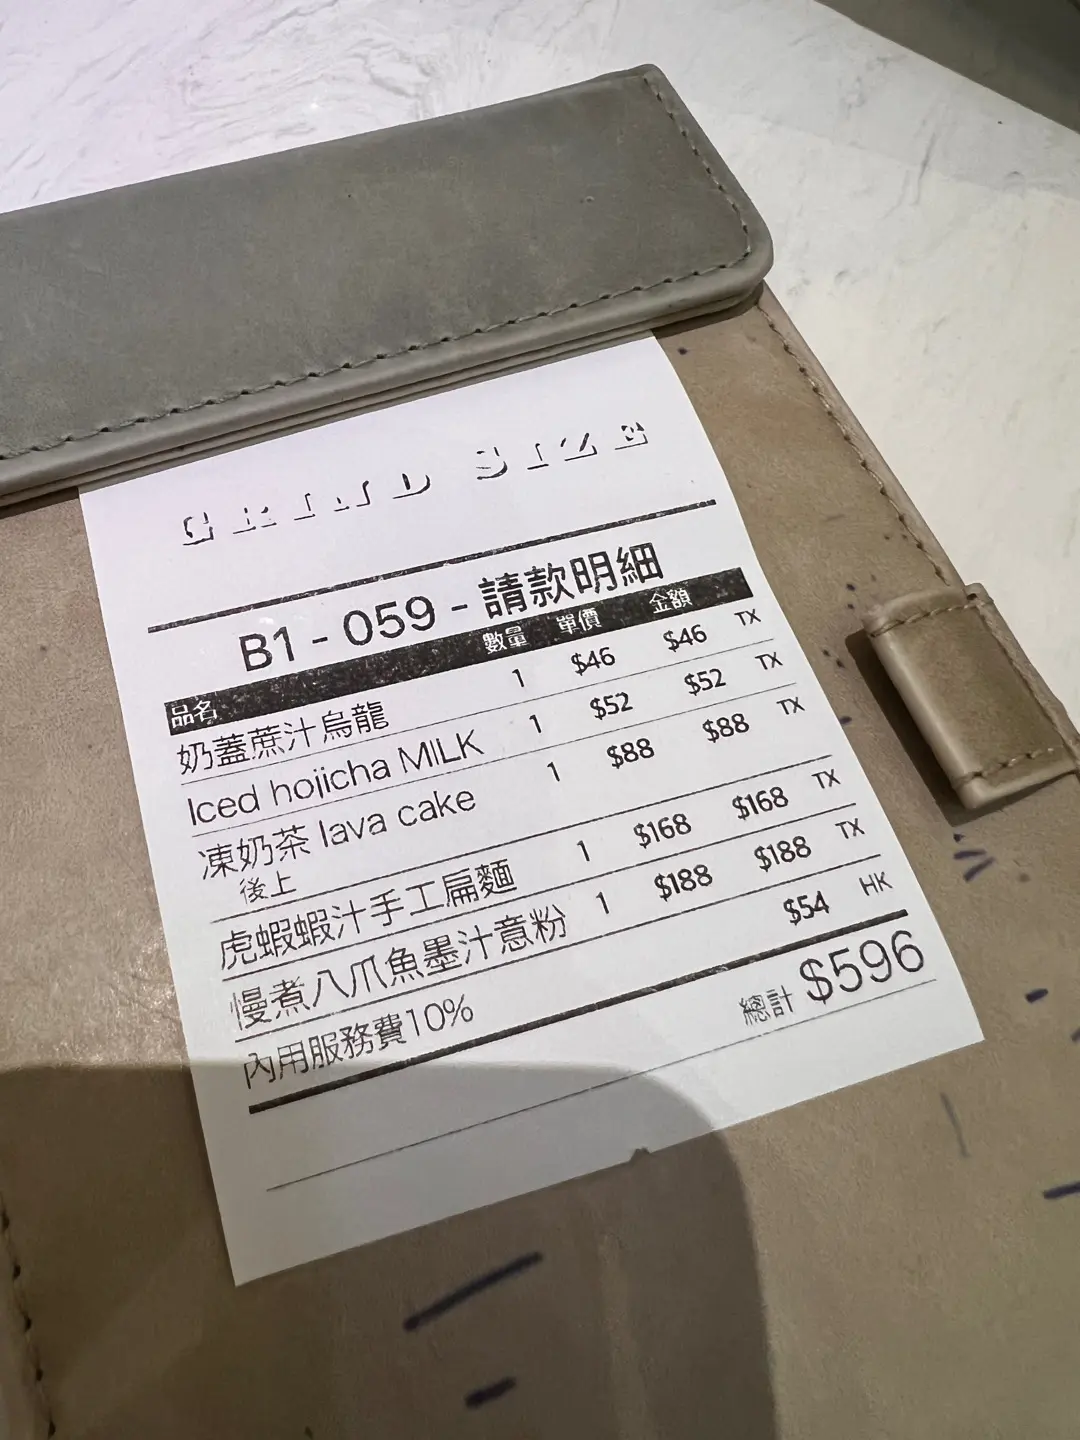 GRIND SIZE
B1 - 059 - 請款明細
品名 數量 單價 金額
奶蓋蔗汁烏龍 1 $46 $46 TX
Iced hojicha MILK 1 $52 $52 TX
凍奶茶 lava cake 1 $88 $88 TX
後上
虎蝦蝦汁手工扁麵 1 $168 $168 TX
慢煮八爪魚墨汁意粉 1 $188 $188 TX
內用服務費10% $54 HK
總計 $596